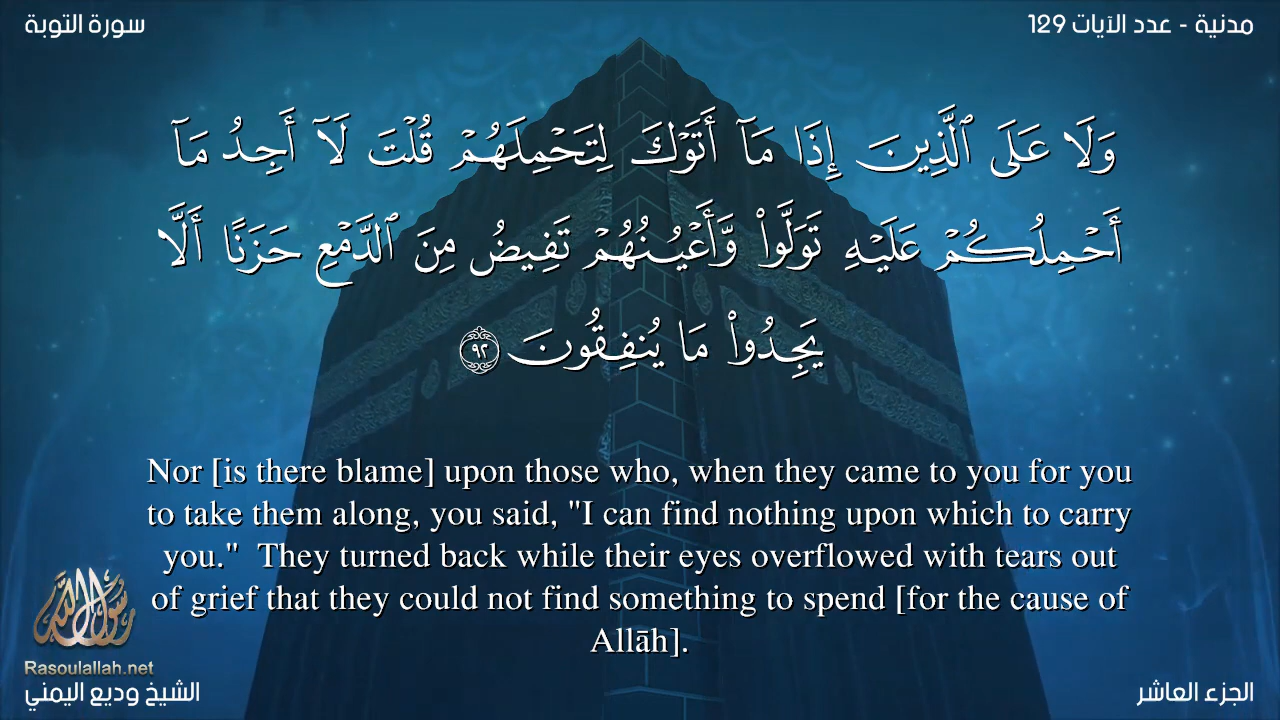 مدنية - عدد الآيات 129
سورة التوبة
وَلَا عَلَى ٱلَّذِينَ إِذَا مَآ أَتَوْكَ لِتَحْمِلَهُمْ قُلْتَ لَآ أَجِدُ مَآ
أَحْمِلُكُمْ عَلَيْهِ تَوَلَّوا۟ وَّأَعْيُنُهُمْ تَفِيضُ مِنَ ٱلدَّمْعِ حَزَنًا أَلَّا
يَجِدُوا۟ مَا يُنفِقُونَ ٩٢
Nor [is there blame] upon those who, when they came to you for you
to take them along, you said, "I can find nothing upon which to carry
you."  They turned back while their eyes overflowed with tears out
of grief that they could not find something to spend [for the cause of
Allāh].
رسول الله
Rasoulallah.net
الجزء العاشر
الشيخ وديع اليمني